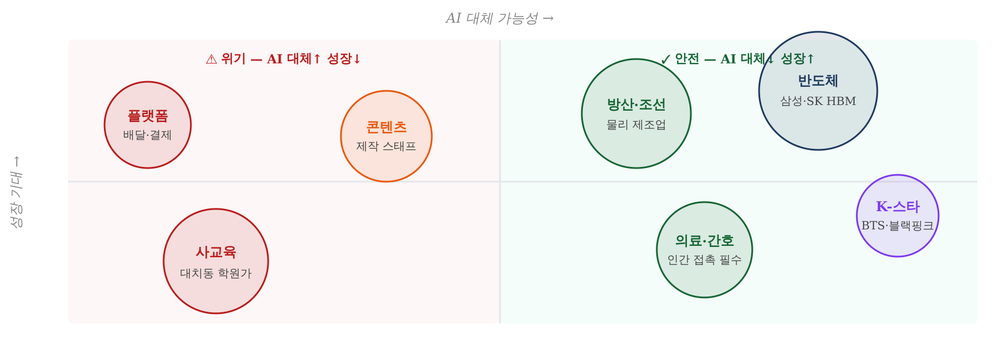 AI 대체 가능성 →
⚠ 위기 — AI 대체↑ 성장↓
✓ 안전 — AI 대체↓ 성장↑
플랫폼
배달·결제
콘텐츠
제작 스태프
방산·조선
물리 제조업
반도체
삼성·SK HBM
성장 기대 →
사교육
대치동 학원가
의료·간호
인간 접촉 필수
K-스타
BTS·블랙핑크